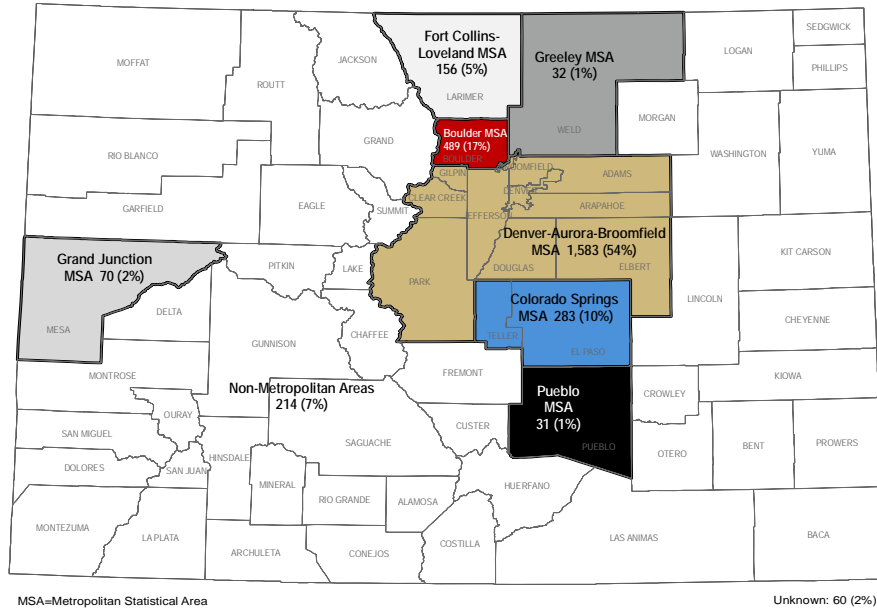 SEDGWICK
Fort Collins-
Loveland MSA
156 (5%)
Greeley MSA
32 (1%)
LOGAN
MOFFAT
JACKSON
PHILLIPS
ROUTT
LARIMER
MORGAN
Boulder MSA
489 (17%)
BOULDER
WELD
GRAND
RIO BLANCO
WASHINGTON
YUMA
GILPIN
OOMFIELD
ADAMS
CLEAR CREEK
DENVER
ARAPAHOE
GARFIELD
EAGLE
SUMMIT
EFFERSON
Denver-Aurora-Broomfield
MSA 1,583 (54%)
Grand Junction
MSA 70 (2%)
PITKIN
LAKE
PARK
DOUGLAS
ELBERT
KIT CARSON
LINCOLN
DELTA
MESA
Colorado Springs
MSA 283 (10%)
CHEYENNE
CHAFFEE
TELLER
GUNNISON
EL PASO
FREMONT
MONTROSE
KIOWA
Non-Metropolitan Areas
214 (7%)
Pueblo
MSA
31 (1%)
CROWLEY
OURAY
CUSTER
SAN MIGUEL
SAGUACHE
PUEBLO
OTERO
BENT
PROWERS
HINSDALE
DOLORES
SAN JUAN
MINERAL
HUERFANO
RIO GRANDE
ALAMOSA
MONTEZUMA
LA PLATA
LAS ANIMAS
BACA
COSTILLA
ARCHULETA
CONEJOS
MSA=Metropolitan Statistical Area
Unknown: 60 (2%)